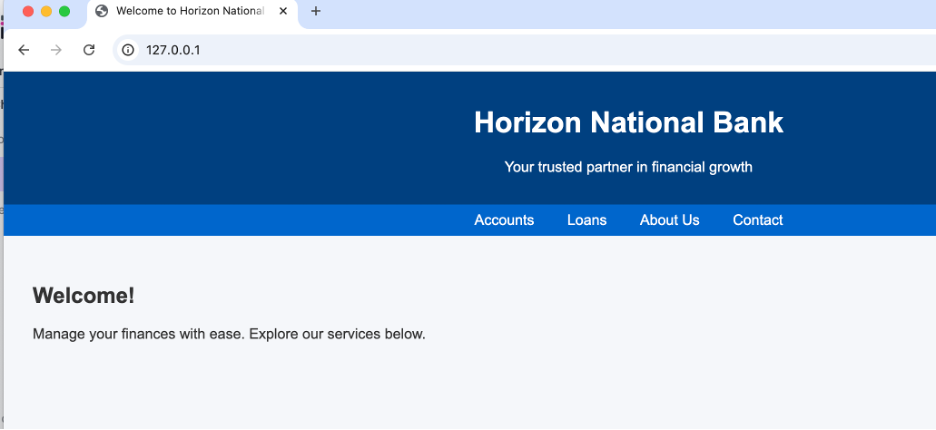 Welcome to Horizon National
127.0.0.1
Horizon National Bank
Your trusted partner in financial growth
Accounts Loans About Us Contact
Welcome!
Manage your finances with ease. Explore our services below.